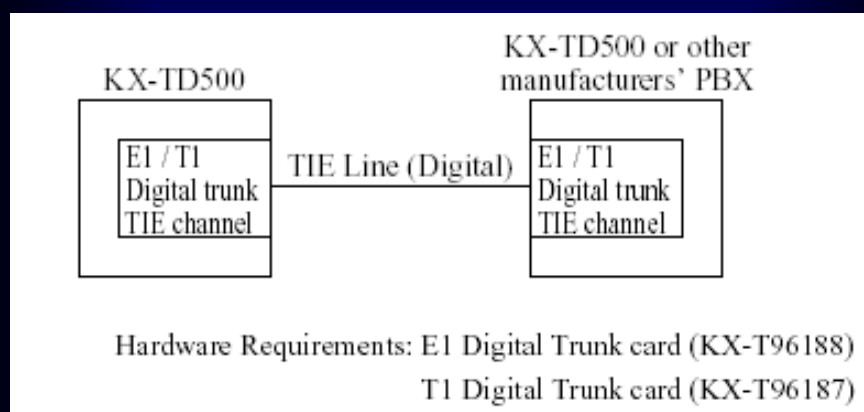 KX-TD500
E1 / T1
Digital trunk
TIE channel
TIE Line (Digital)
KX-TD500 or other
manufacturers’ PBX
E1 / T1
Digital trunk
TIE channel
Hardware Requirements: E1 Digital Trunk card (KX-T96188)
T1 Digital Trunk card (KX-T96187)